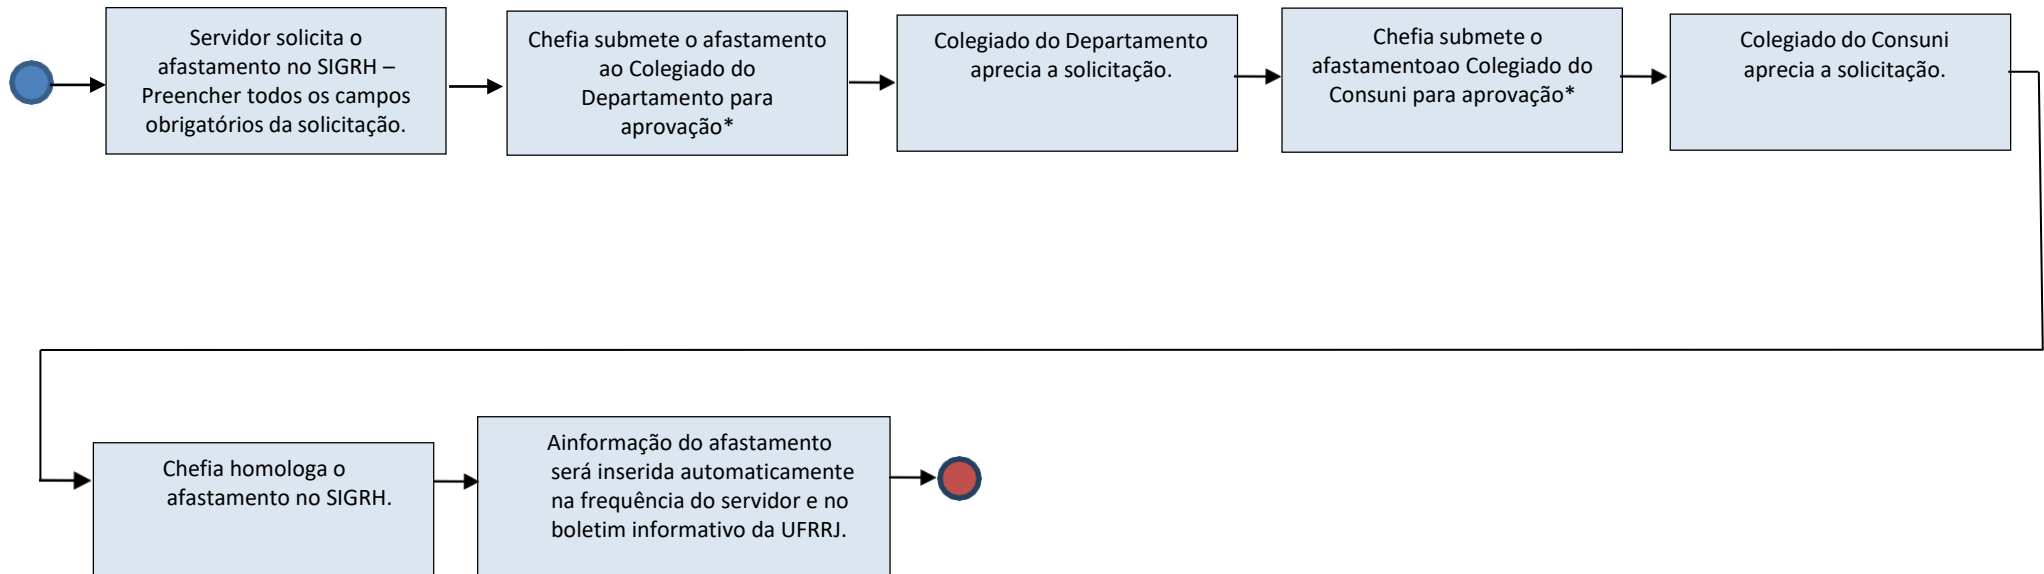 Servidor solicita o
afastamento no SIGRH –
Preencher todos os campos
obrigatórios da solicitação.
Chefia submete o afastamento
ao Colegiado do
Departamento para
aprovação*
Colegiado do Departamento
aprecia a solicitação.
Chefia submete o
afastamentoao Colegiado do
Consuni para aprovação*
Colegiado do Consuni
aprecia a solicitação.
Chefia homologa o
afastamento no SIGRH.
Ainformação do afastamento
será inserida automaticamente
na frequência do servidor e no
boletim informativo da UFRRJ.